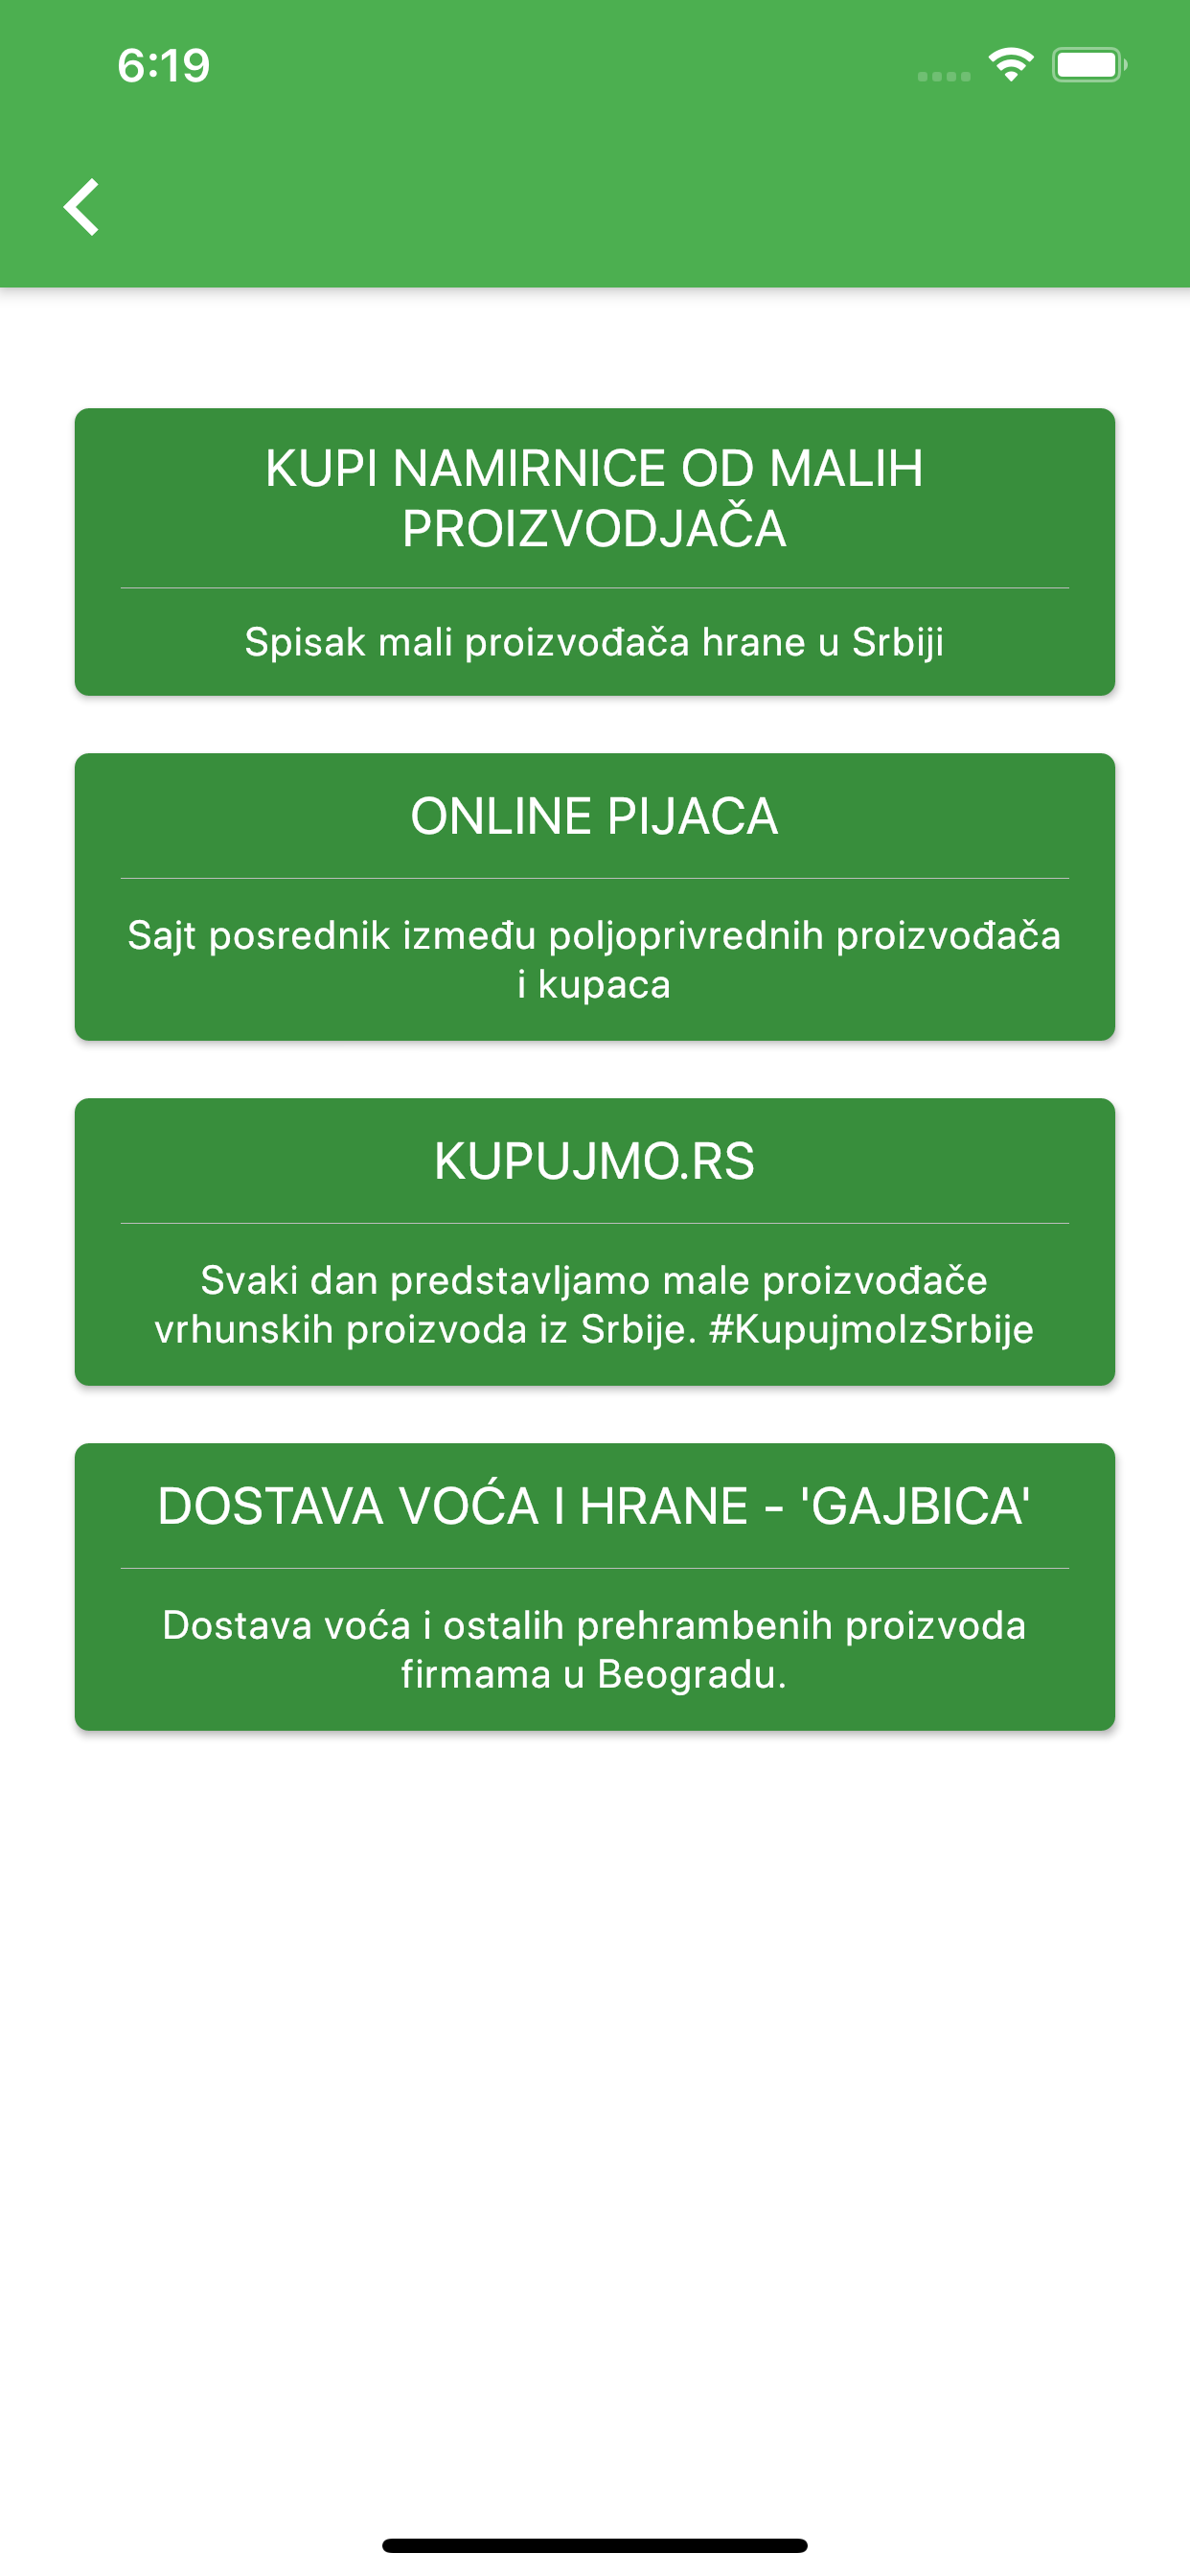 6:19
KUPI NAMIRNICE OD MALIH
PROIZVODJAČA
Spisak mali proizvođača hrane u Srbiji
ONLINE PIJACA
Sajt posrednik između poljoprivrednih proizvođača
i kupaca
KUPUJMO.RS
Svaki dan predstavljamo male proizvođače
vrhunskih proizvoda iz Srbije. #KupujmoIzSrbije
DOSTAVA VOĆA I HRANE - 'GAJBICA'
Dostava voća i ostalih prehrambenih proizvoda
firmama u Beogradu.